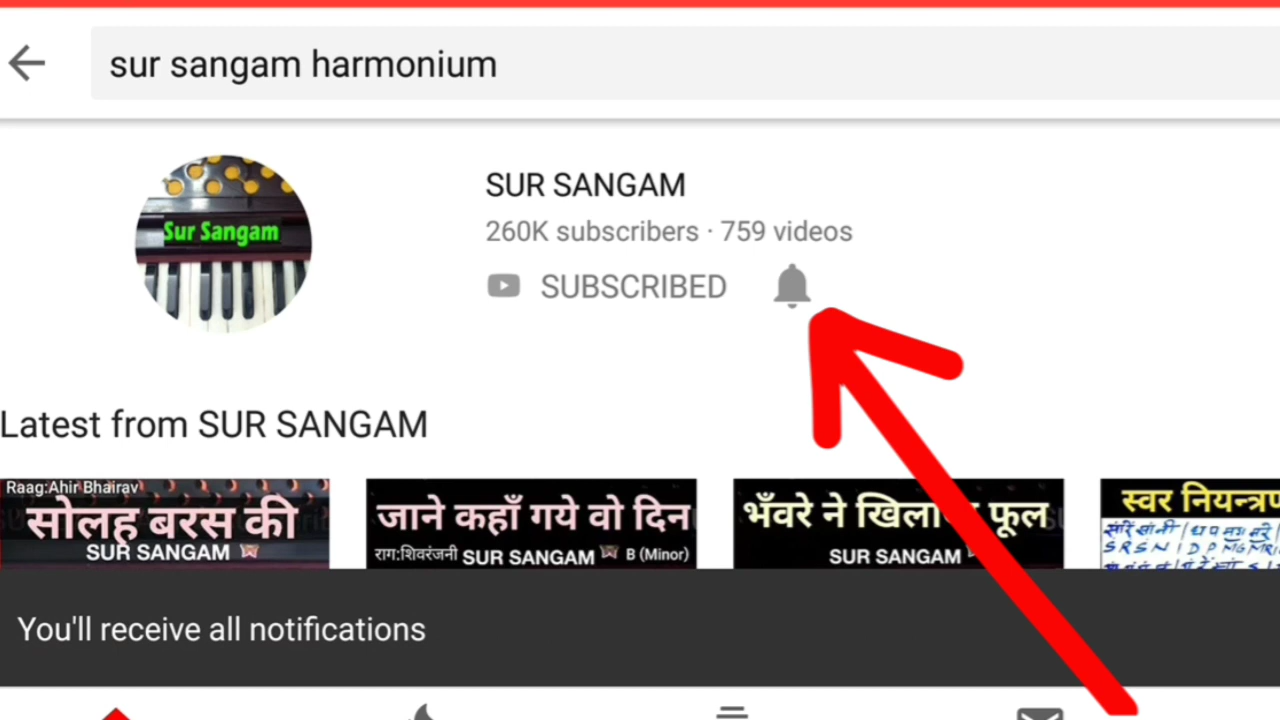 sur sangam harmonium
Sur Sangam
SUR SANGAM
260K subscribers · 759 videos
SUBSCRIBED
Latest from SUR SANGAM
Raag:Ahir Bhairav
सोलह बरस की
SUR SANGAM
जाने कहाँ गये वो दिन
राग:शिवरंजनी SUR SANGAM B (Minor)
भँवरे ने खिलाया फूल
SUR SANGAM
स्वर नियन्त्रण
S R S N | D P M G M R
You'll receive all notifications